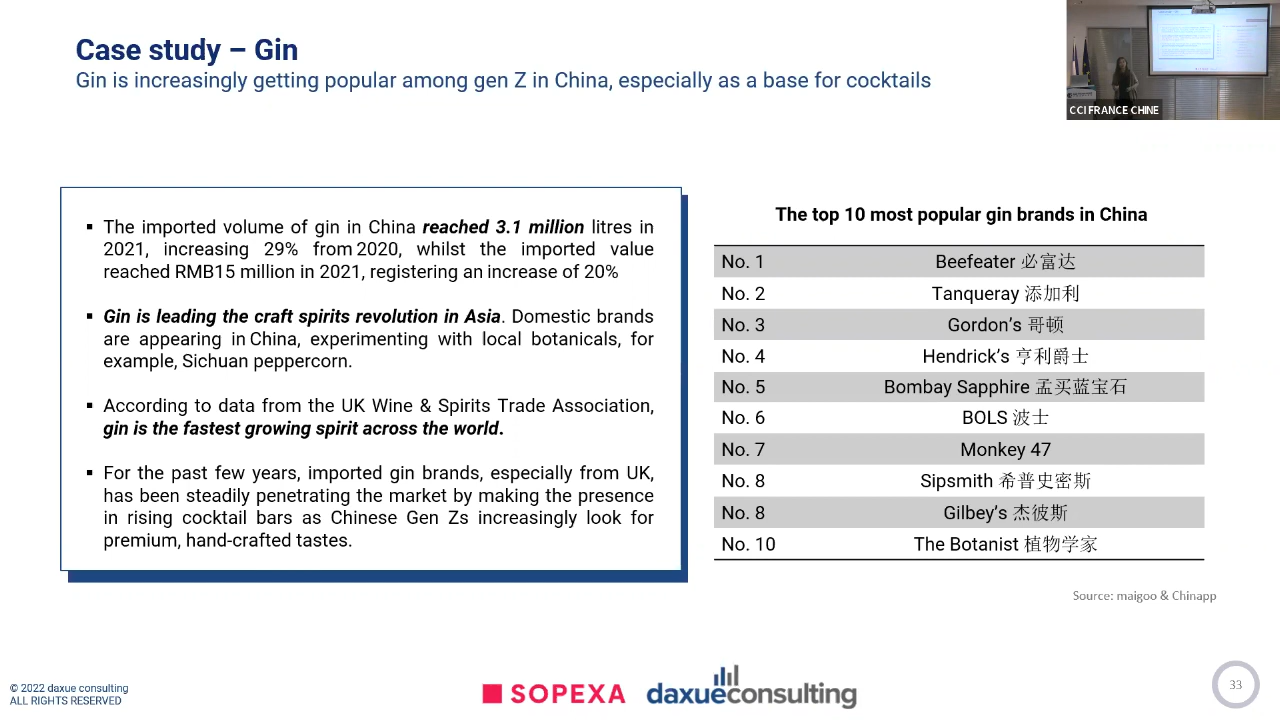 Case study – Gin
Gin is increasingly getting popular among gen Z in China, especially as a base for cocktails
CCI FRANCE CHINE
▪ The imported volume of gin in China reached 3.1 million litres in
2021, increasing 29% from 2020, whilst the imported value
reached RMB15 million in 2021, registering an increase of 20%
▪ Gin is leading the craft spirits revolution in Asia. Domestic brands
are appearing in China, experimenting with local botanicals, for
example, Sichuan peppercorn.
▪ According to data from the UK Wine & Spirits Trade Association,
gin is the fastest growing spirit across the world.
▪ For the past few years, imported gin brands, especially from UK,
has been steadily penetrating the market by making the presence
in rising cocktail bars as Chinese Gen Zs increasingly look for
premium, hand-crafted tastes.
The top 10 most popular gin brands in China
No. 1 Beefeater 必富达
No. 2 Tanqueray 添加利
No. 3 Gordon’s 哥顿
No. 4 Hendrick’s 亨利爵士
No. 5 Bombay Sapphire 孟买蓝宝石
No. 6 BOLS 波士
No. 7 Monkey 47
No. 8 Sipsmith 希普史密斯
No. 8 Gilbey’s 杰彼斯
No. 10 The Botanist 植物学家
Source: maigoo & Chinapp
© 2022 daxue consulting
ALL RIGHTS RESERVED
SOPEXA
daxueconsulting
33